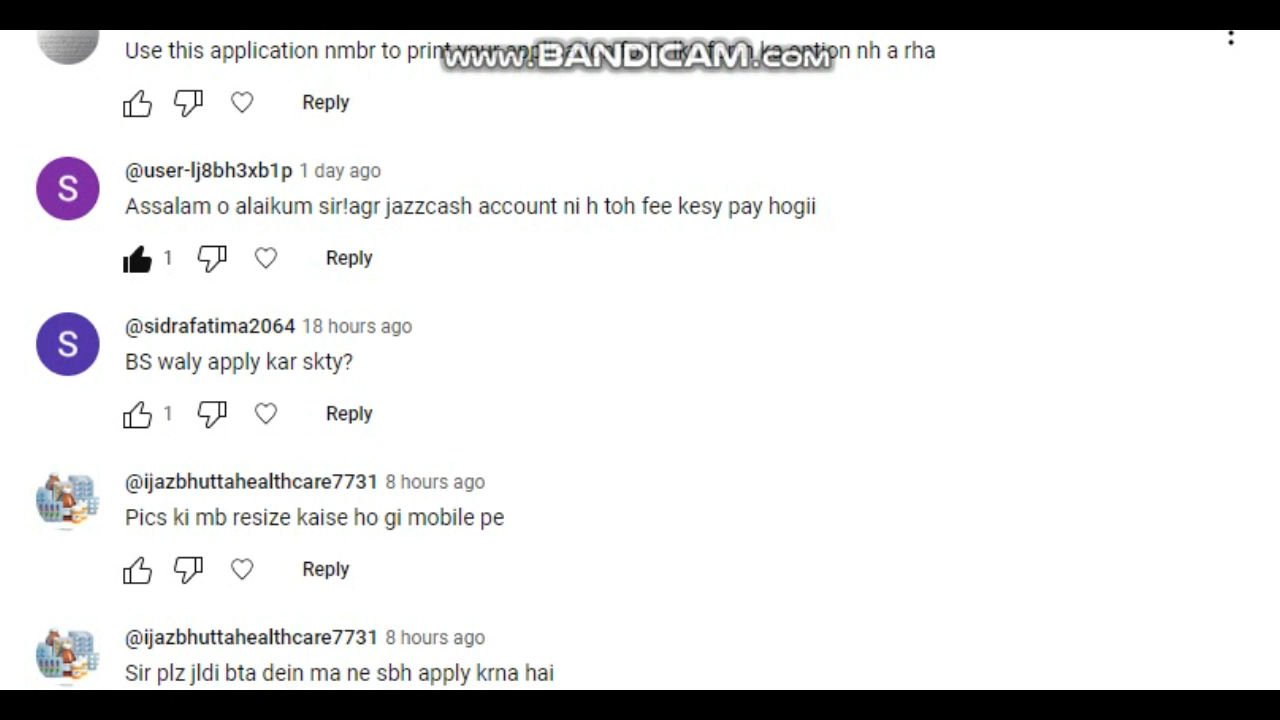 www.BANDICAM.com
Use this application nmbr to print your nh a rha
Reply
@user-lj8bh3xb1p 1 day ago
Assalam o alaikum sir!agr jazzcash account ni h toh fee kesy pay hogii
1 Reply
@sidrafatima2064 18 hours ago
BS waly apply kar skty?
1 Reply
@ijazbhuttahealthcare7731 8 hours ago
Pics ki mb resize kaise ho gi mobile pe
Reply
@ijazbhuttahealthcare7731 8 hours ago
Sir plz jldi bta dein ma ne sbh apply krna hai
S
S